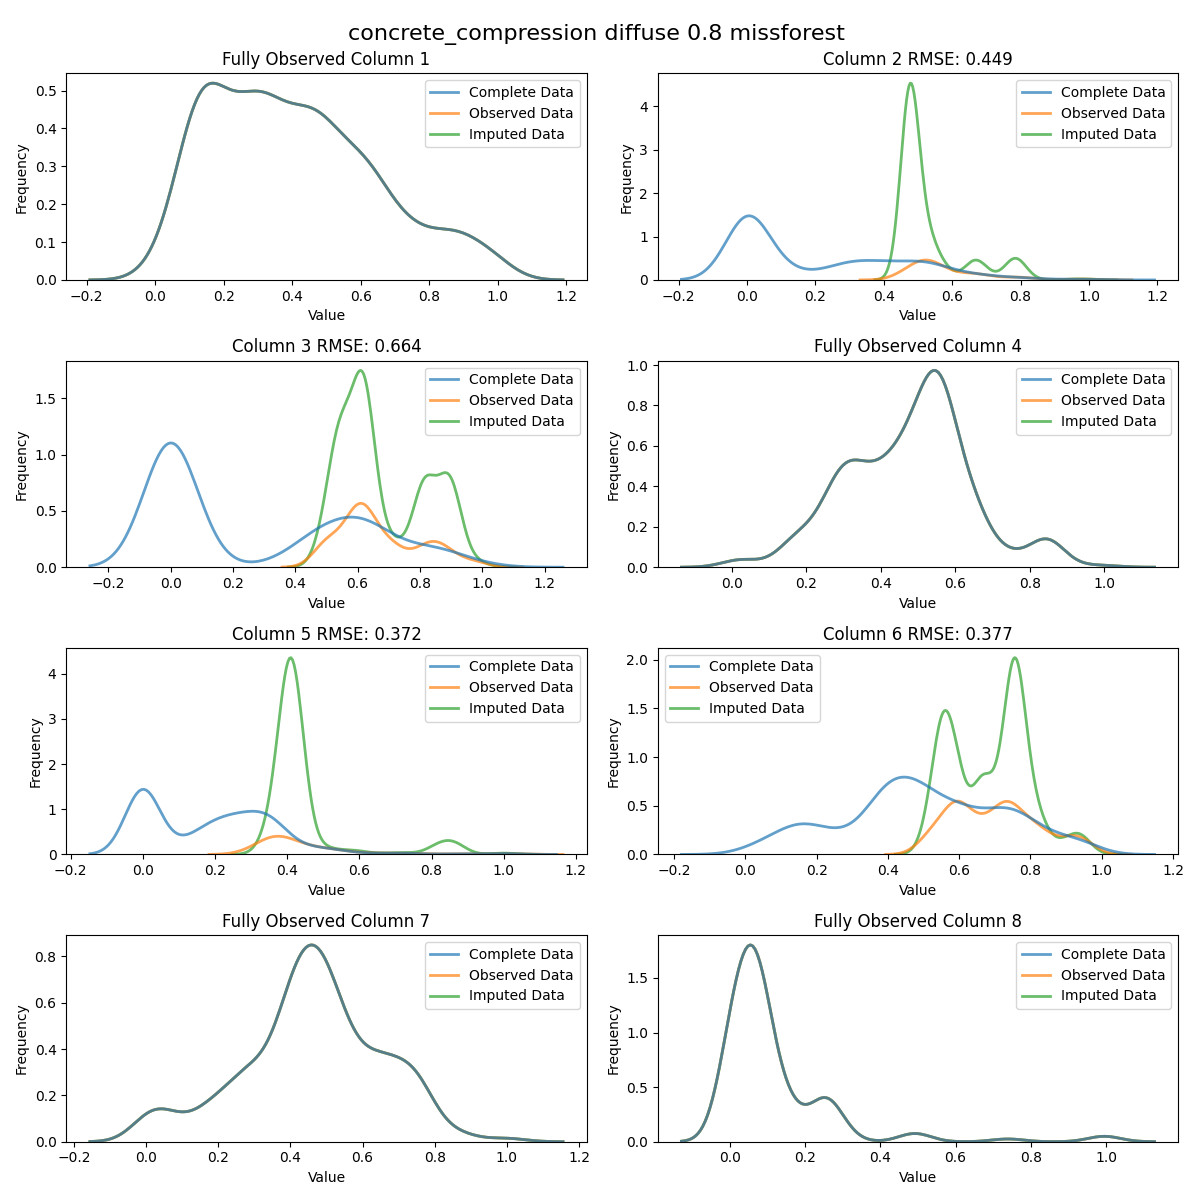 concrete_compression diffuse 0.8 missforest
Fully Observed Column 1
Frequency
0.5
0.4
0.3
0.2
0.1
0.0
Complete Data
Observed Data
Imputed Data
−0.2 0.0 0.2 0.4 0.6 0.8 1.0 1.2
Value
Column 2 RMSE: 0.449
Frequency
4
3
2
1
0
Complete Data
Observed Data
Imputed Data
−0.2 0.0 0.2 0.4 0.6 0.8 1.0 1.2
Value
Column 3 RMSE: 0.664
Frequency
1.5
1.0
0.5
0.0
Complete Data
Observed Data
Imputed Data
−0.2 0.0 0.2 0.4 0.6 0.8 1.0 1.2
Value
Fully Observed Column 4
Frequency
1.0
0.8
0.6
0.4
0.2
0.0
Complete Data
Observed Data
Imputed Data
0.0 0.2 0.4 0.6 0.8 1.0
Value
Column 5 RMSE: 0.372
Frequency
4
3
2
1
0
Complete Data
Observed Data
Imputed Data
−0.2 0.0 0.2 0.4 0.6 0.8 1.0 1.2
Value
Column 6 RMSE: 0.377
Frequency
2.0
1.5
1.0
0.5
0.0
Complete Data
Observed Data
Imputed Data
−0.2 0.0 0.2 0.4 0.6 0.8 1.0 1.2
Value
Fully Observed Column 7
Frequency
0.8
0.6
0.4
0.2
0.0
Complete Data
Observed Data
Imputed Data
−0.2 0.0 0.2 0.4 0.6 0.8 1.0 1.2
Value
Fully Observed Column 8
Frequency
1.5
1.0
0.5
0.0
Complete Data
Observed Data
Imputed Data
0.0 0.2 0.4 0.6 0.8 1.0
Value